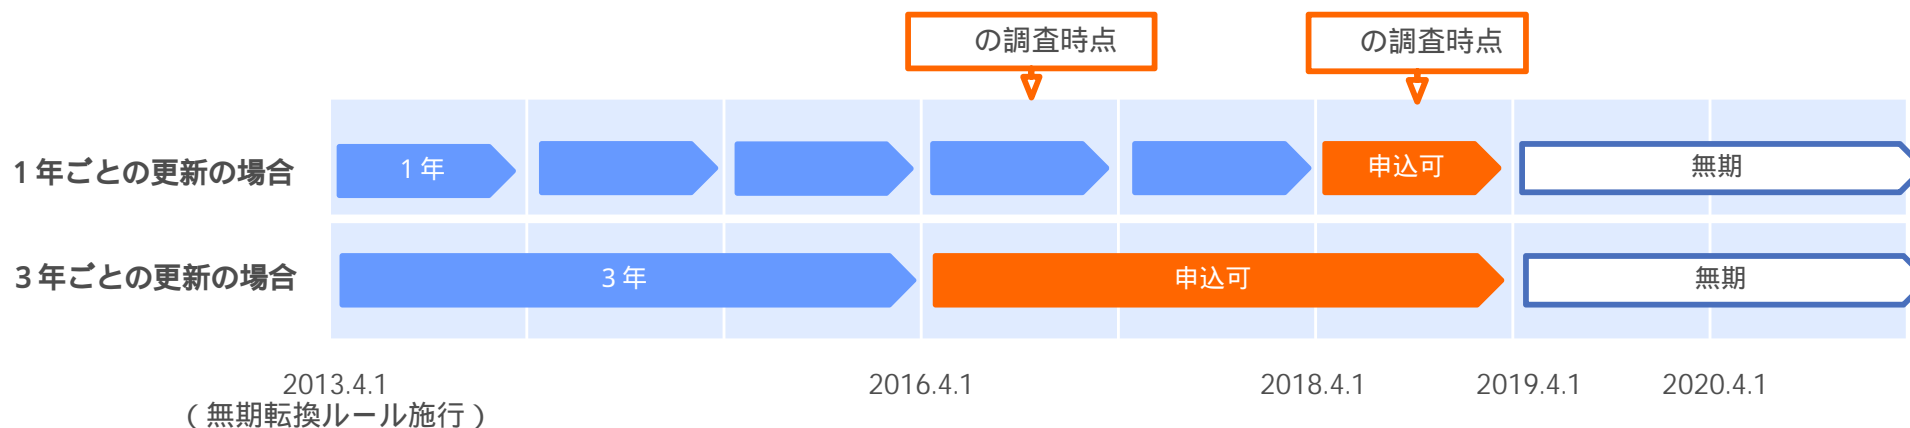 の調査時点
の調査時点
1年ごとの更新の場合
1年
申込可
無期
3年ごとの更新の場合
3年
申込可
無期
2013.4.1
2016.4.1
2018.4.1
2019.4.1
2020.4.1
(無期転換ルール施行)